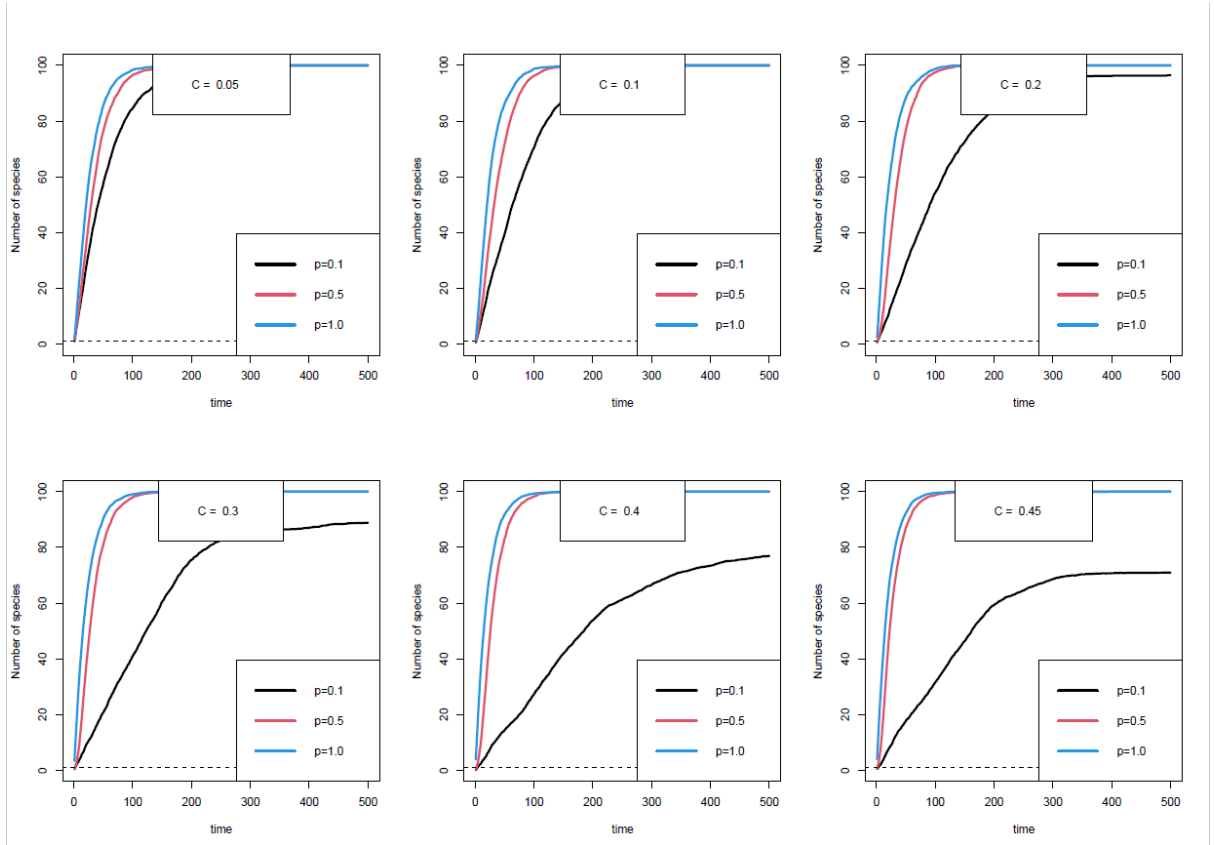 C = 0.05
Number of species
0 20 40 60 80 100
p=0.1
p=0.5
p=1.0
0 100 200 300 400 500
time
C = 0.1
Number of species
0 20 40 60 80 100
p=0.1
p=0.5
p=1.0
0 100 200 300 400 500
time
C = 0.2
Number of species
0 20 40 60 80 100
p=0.1
p=0.5
p=1.0
0 100 200 300 400 500
time
C = 0.3
Number of species
0 20 40 60 80 100
p=0.1
p=0.5
p=1.0
0 100 200 300 400 500
time
C = 0.4
Number of species
0 20 40 60 80 100
p=0.1
p=0.5
p=1.0
0 100 200 300 400 500
time
C = 0.45
Number of species
0 20 40 60 80 100
p=0.1
p=0.5
p=1.0
0 100 200 300 400 500
time